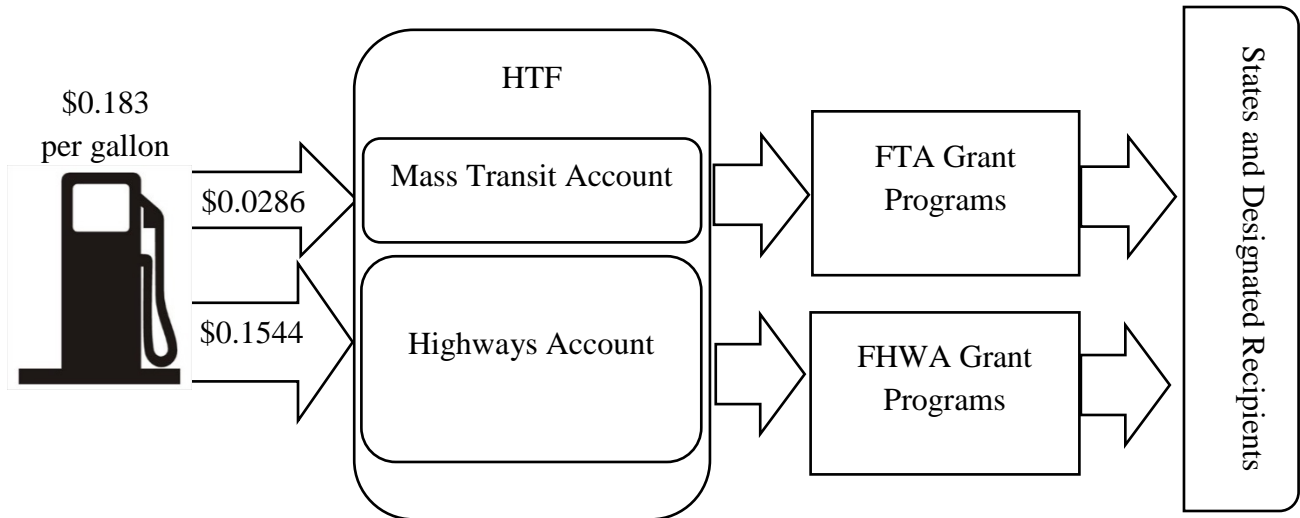 $0.183
per gallon
$0.0286
$0.1544
HTF
Mass Transit Account
Highways Account
FTA Grant
Programs
FHWA Grant
Programs
States and Designated Recipients